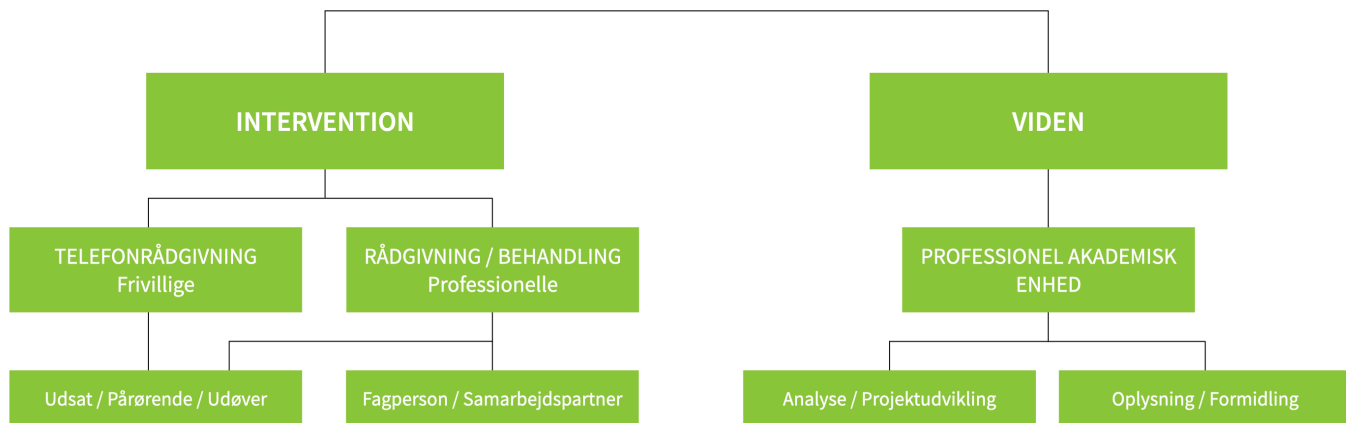 INTERVENTION
VIDEN
TELEFONRÅDGIVNING
Frivillige
RÅDGIVNING / BEHANDLING
Professionelle
PROFESSIONEL AKADEMISK
ENHED
Udsat / Pårørende / Udøver
Fagperson / Samarbejdspartner
Analyse / Projektudvikling
Oplysning / Formidling